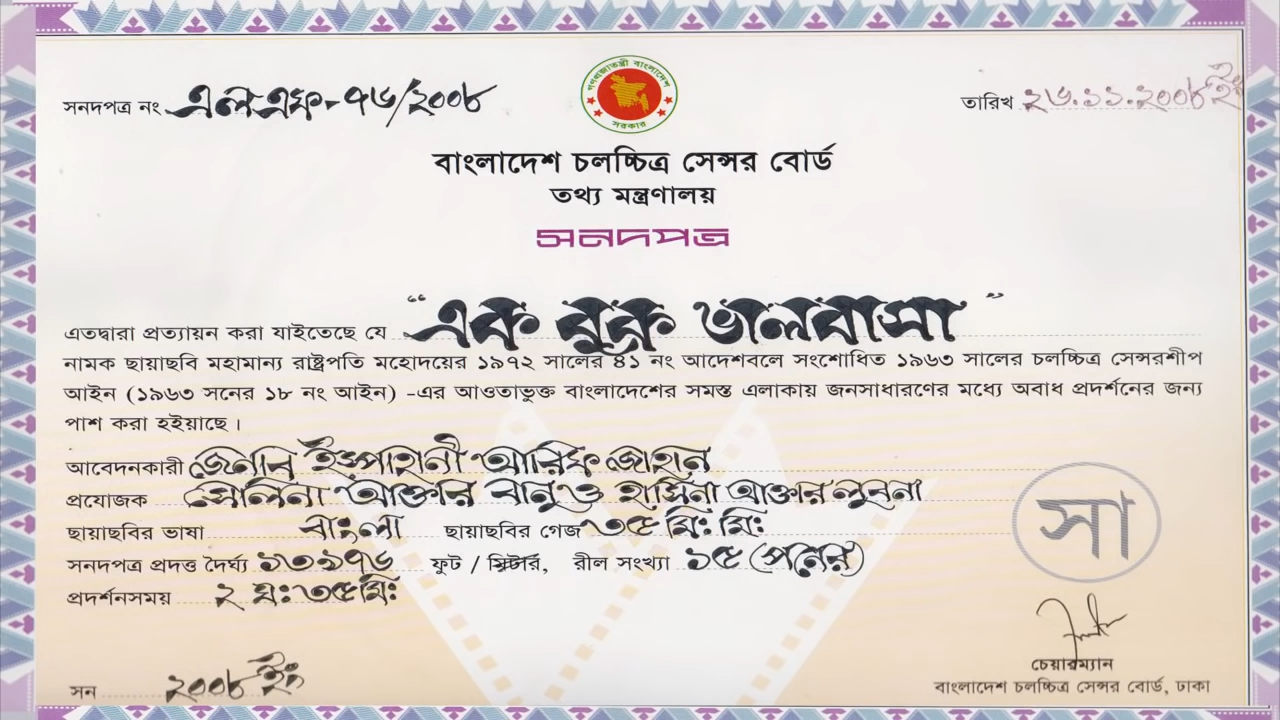 সনদপত্র নং এলএফ-৭৬/২০০৮
গণপ্রজাতন্ত্রী বাংলাদেশ
সরকার
তারিখ ২৬.১১.২০০৮ইং
বাংলাদেশ চলচ্চিত্র সেন্সর বোর্ড
তথ্য মন্ত্রণালয়
সনদপত্র
এতদ্বারা প্রত্যায়ন করা যাইতেছে যে “এক বুক ভালবাসা”
নামক ছায়াছবি মহামান্য রাষ্ট্রপতি মহোদয়ের ১৯৭২ সালের ৪১ নং আদেশবলে সংশোধিত ১৯৬৩ সালের চলচ্চিত্র সেন্সরশীপ
আইন (১৯৬৩ সনের ১৮ নং আইন) -এর আওতাভুক্ত বাংলাদেশের সমস্ত এলাকায় জনসাধারণের মধ্যে অবাধ প্রদর্শনের জন্য
পাশ করা হইয়াছে।
আবেদনকারী জনাব ইস্পাহানী আরিফ জাহান
প্রযোজক সেলিনা আক্তার বানু ও হাসিনা আক্তার লুবনা
ছায়াছবির ভাষা বাংলা ছায়াছবির গেজ ৩৫ মিঃ মিঃ
সনদপত্র প্রদত্ত দৈর্ঘ্য ১৩৯৭৬ ফুট / মিটার, রীল সংখ্যা ১৫ (পনের)
প্রদর্শনসময় ২ ঘঃ ৩৫ মিঃ
সা
চেয়ারম্যান
সন ২০০৮ ইং
বাংলাদেশ চলচ্চিত্র সেন্সর বোর্ড, ঢাকা